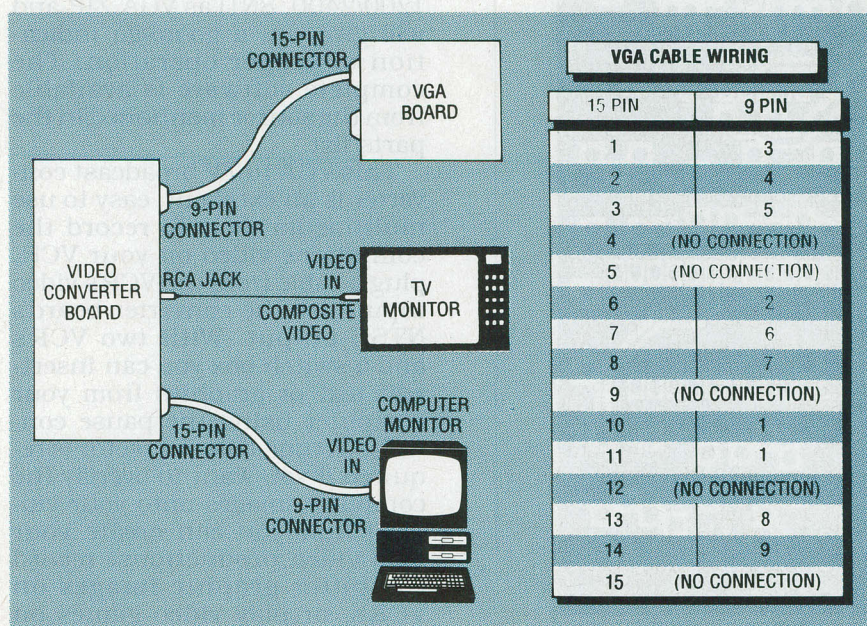 15-PIN
CONNECTOR
VGA
BOARD
9-PIN
CONNECTOR
VIDEO
CONVERTER
BOARD
RCA JACK
VIDEO
IN
COMPOSITE
VIDEO
TV
MONITOR
15-PIN
CONNECTOR
VIDEO
IN
COMPUTER
MONITOR
9-PIN
CONNECTOR
VGA CABLE WIRING
15 PIN 9 PIN
1 3
2 4
3 5
4 (NO CONNECTION)
5 (NO CONNECTION)
6 2
7 6
8 7
9 (NO CONNECTION)
10 1
11 1
12 (NO CONNECTION)
13 8
14 9
15 (NO CONNECTION)